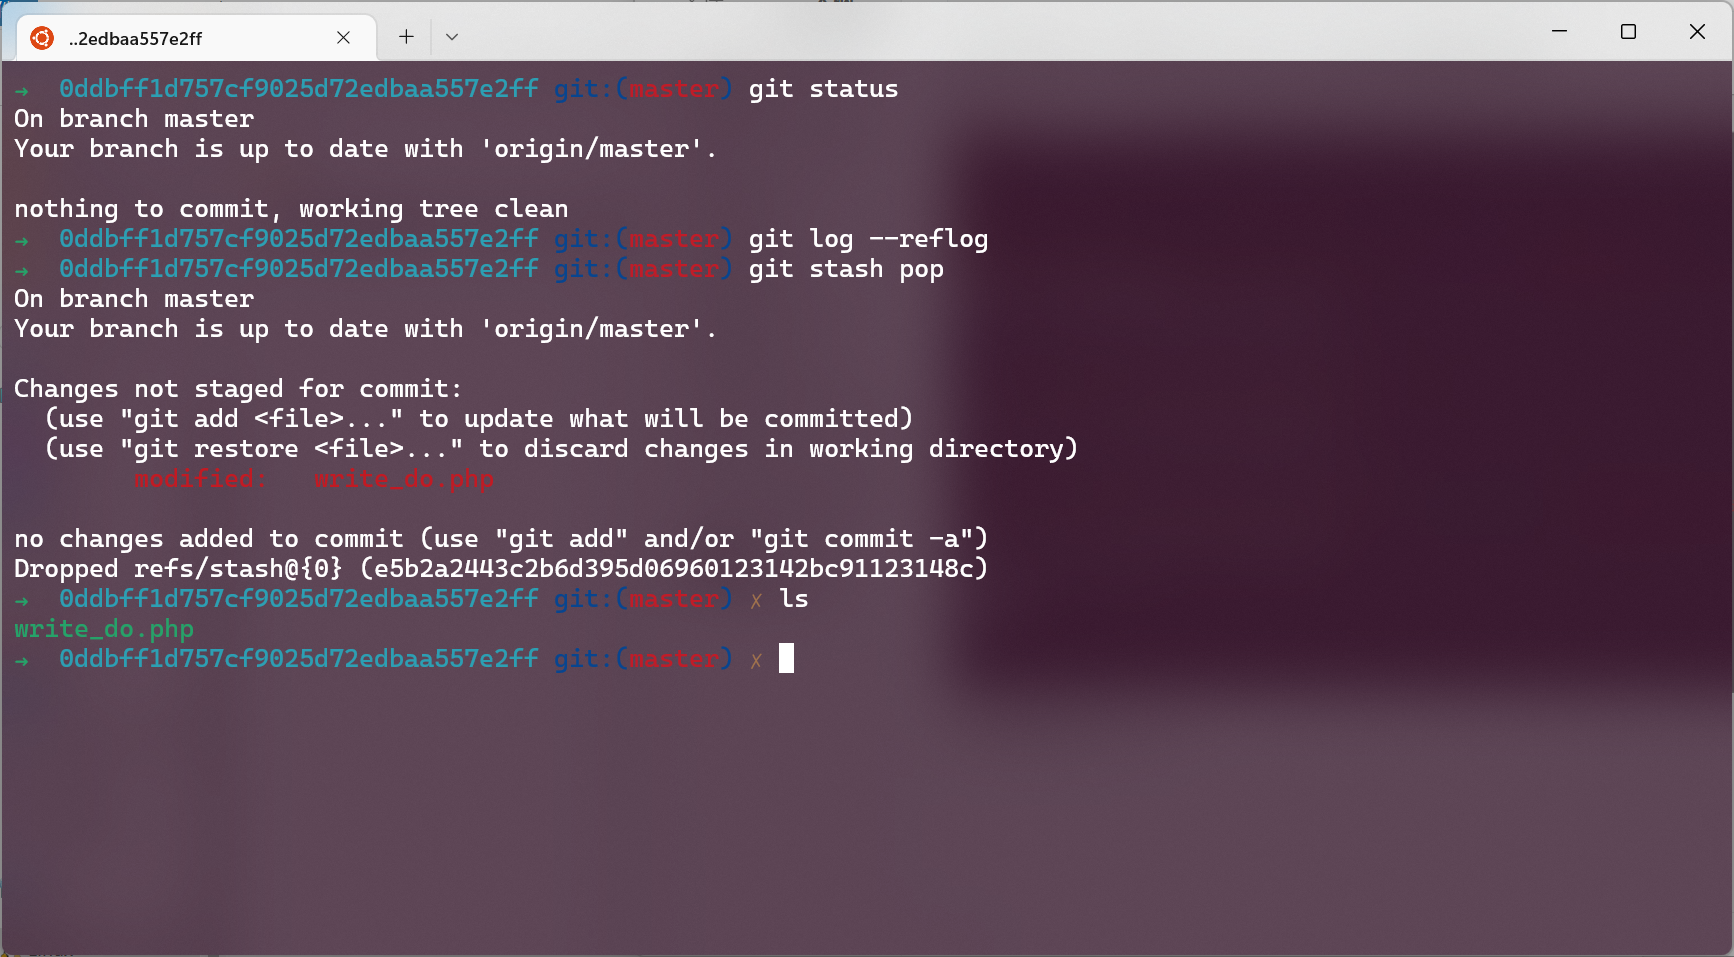 ..2edbaa557e2ff
→ 0ddbff1d757cf9025d72edbaa557e2ff git:(master) git status
On branch master
Your branch is up to date with 'origin/master'.
nothing to commit, working tree clean
→ 0ddbff1d757cf9025d72edbaa557e2ff git:(master) git log --reflog
→ 0ddbff1d757cf9025d72edbaa557e2ff git:(master) git stash pop
On branch master
Your branch is up to date with 'origin/master'.
Changes not staged for commit:
(use "git add <file>..." to update what will be committed)
(use "git restore <file>..." to discard changes in working directory)
modified: write_do.php
no changes added to commit (use "git add" and/or "git commit -a")
Dropped refs/stash@{0} (e5b2a2443c2b6d395d06960123142bc91123148c)
→ 0ddbff1d757cf9025d72edbaa557e2ff git:(master) ✗ ls
write_do.php
→ 0ddbff1d757cf9025d72edbaa557e2ff git:(master) ✗